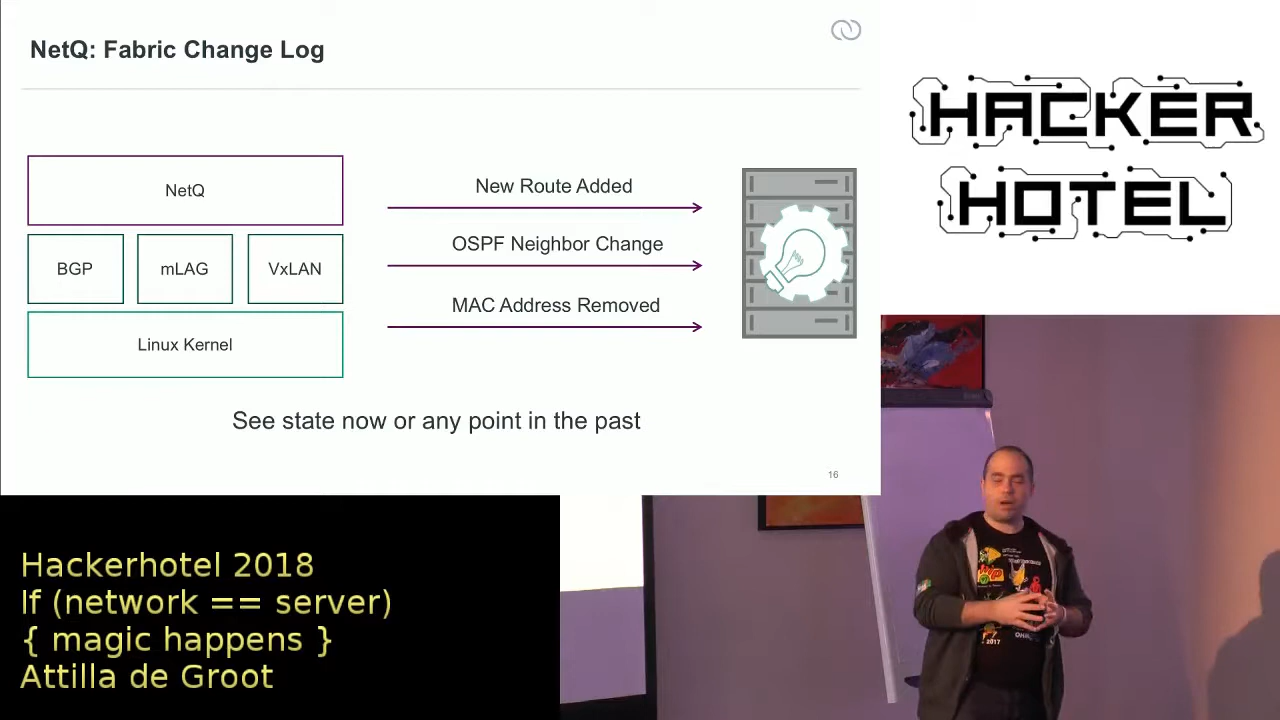 NetQ: Fabric Change Log
NetQ
BGP
mLAG
VxLAN
Linux Kernel
New Route Added
OSPF Neighbor Change
MAC Address Removed
See state now or any point in the past
16
HACKER
HOTEL
Hackerhotel 2018
If (network == server)
{ magic happens }
Attilla de Groot
2017